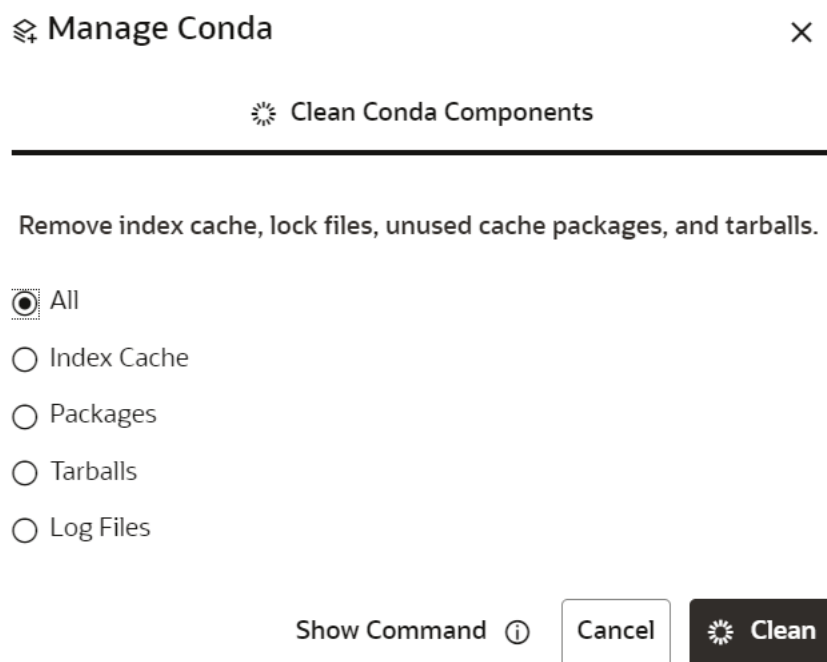 Manage Conda
Clean Conda Components
Remove index cache, lock files, unused cache packages, and tarballs.
All
Index Cache
Packages
Tarballs
Log Files
Show Command
Cancel
Clean